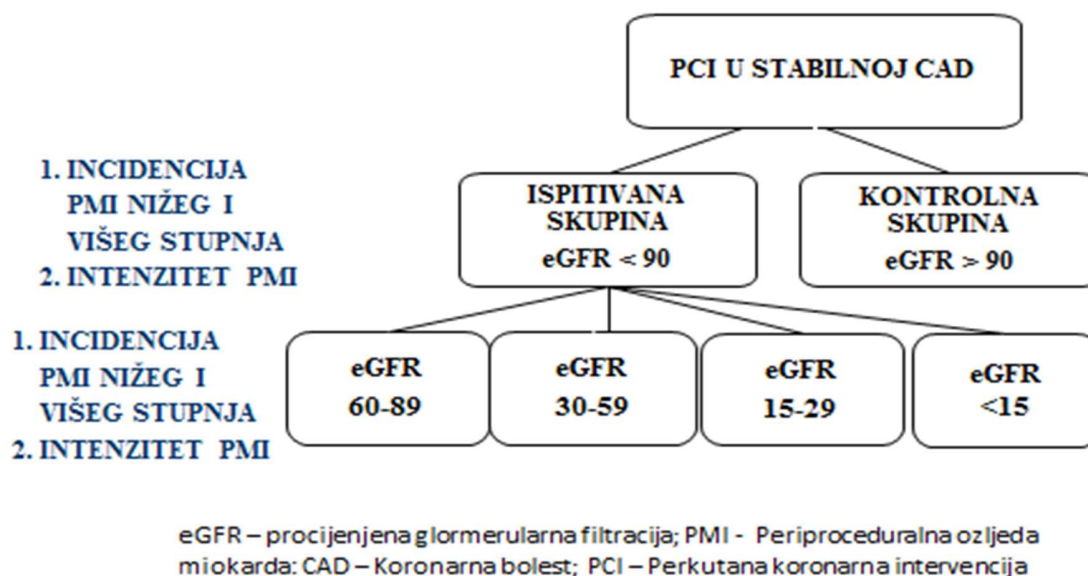 PCI U STABILNOJ CAD
1. INCIDENCIJA
PMI NIŽEG I
VIŠEG STUPNJA
2. INTENZITET PMI
ISPITIVANA
SKUPINA
eGFR < 90
KONTROLNA
SKUPINA
eGFR > 90
1. INCIDENCIJA
PMI NIŽEG I
VIŠEG STUPNJA
2. INTENZITET PMI
eGFR
60-89
eGFR
30-59
eGFR
15-29
eGFR
<15
eGFR – procijenjena glormerularna filtracija; PMI - Periproceduralna ozljeda
miokarda; CAD – Koronarna bolest; PCI – Perkutana koronarna intervencija